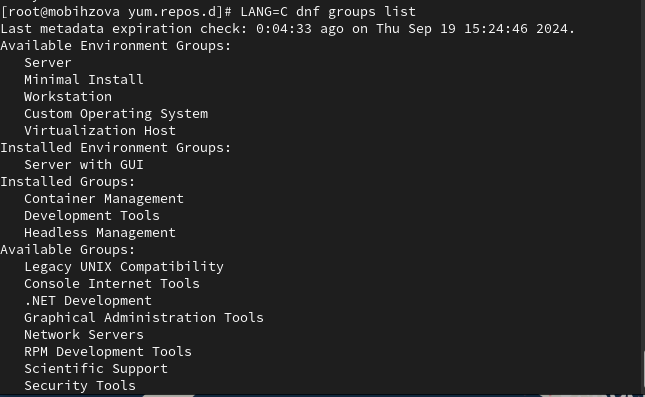 [root@mobihzova yum.repos.d]# LANG=C dnf groups list
Last metadata expiration check: 0:04:33 ago on Thu Sep 19 15:24:46 2024.
Available Environment Groups:
   Server
   Minimal Install
   Workstation
   Custom Operating System
   Virtualization Host
Installed Environment Groups:
   Server with GUI
Installed Groups:
   Container Management
   Development Tools
   Headless Management
Available Groups:
   Legacy UNIX Compatibility
   Console Internet Tools
   .NET Development
   Graphical Administration Tools
   Network Servers
   RPM Development Tools
   Scientific Support
   Security Tools